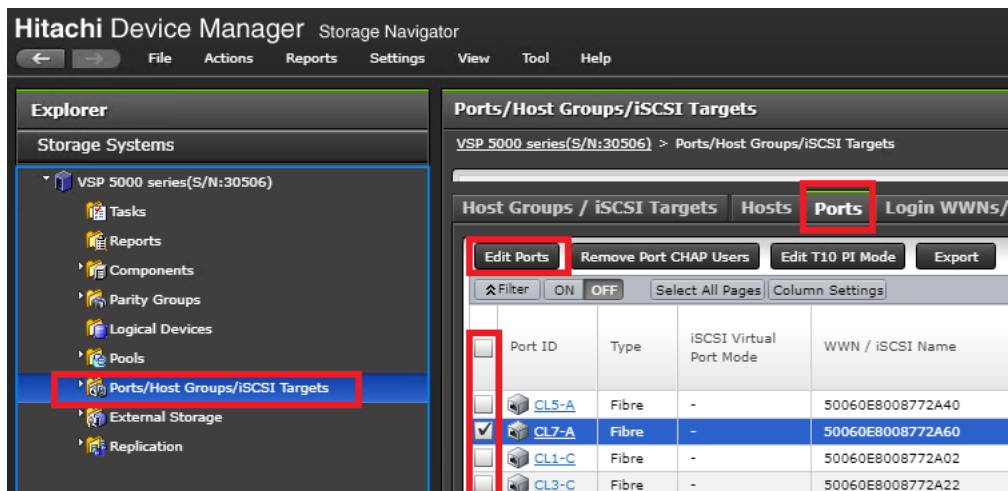 Hitachi Device Manager Storage Navigator
File Actions Reports Settings View Tool Help
Explorer
Storage Systems
VSP 5000 series(S/N:30506)
Tasks
Reports
Components
Parity Groups
Logical Devices
Pools
Ports/Host Groups/iSCSI Targets
External Storage
Replication
Ports/Host Groups/iSCSI Targets
VSP 5000 series(S/N:30506) > Ports/Host Groups/iSCSI Targets
Host Groups / iSCSI Targets Hosts Ports Login WWNs/
Edit Ports Remove Port CHAP Users Edit T10 PI Mode Export
Filter ON OFF Select All Pages Column Settings
Port ID Type iSCSI Virtual Port Mode WWN / iSCSI Name
CL5-A Fibre - 50060E8008772A40
CL7-A Fibre - 50060E8008772A60
CL1-C Fibre - 50060E8008772A02
CL3-C Fibre - 50060E8008772A22